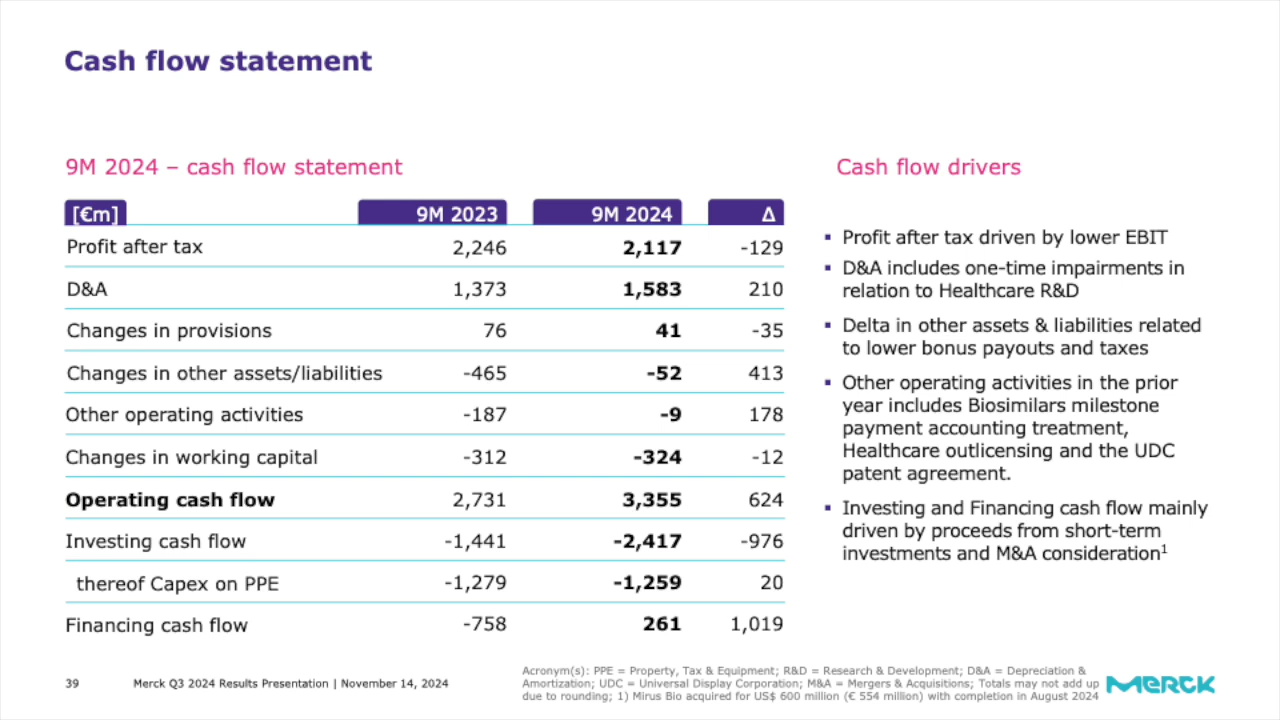 Cash flow statement
9M 2024 – cash flow statement
[€m] 9M 2023 9M 2024 Δ
Profit after tax 2,246 2,117 -129
D&A 1,373 1,583 210
Changes in provisions 76 41 -35
Changes in other assets/liabilities -465 -52 413
Other operating activities -187 -9 178
Changes in working capital -312 -324 -12
Operating cash flow 2,731 3,355 624
Investing cash flow -1,441 -2,417 -976
thereof Capex on PPE -1,279 -1,259 20
Financing cash flow -758 261 1,019
Cash flow drivers
▪ Profit after tax driven by lower EBIT
▪ D&A includes one-time impairments in
relation to Healthcare R&D
▪ Delta in other assets & liabilities related
to lower bonus payouts and taxes
▪ Other operating activities in the prior
year includes Biosimilars milestone
payment accounting treatment,
Healthcare outlicensing and the UDC
patent agreement.
▪ Investing and Financing cash flow mainly
driven by proceeds from short-term
investments and M&A consideration¹
39 Merck Q3 2024 Results Presentation | November 14, 2024
Acronym(s): PPE = Property, Tax & Equipment; R&D = Research & Development; D&A = Depreciation &
Amortization; UDC = Universal Display Corporation; M&A = Mergers & Acquisitions; Totals may not add up
due to rounding; 1) Mirus Bio acquired for US$ 600 million (€ 554 million) with completion in August 2024
MERCK